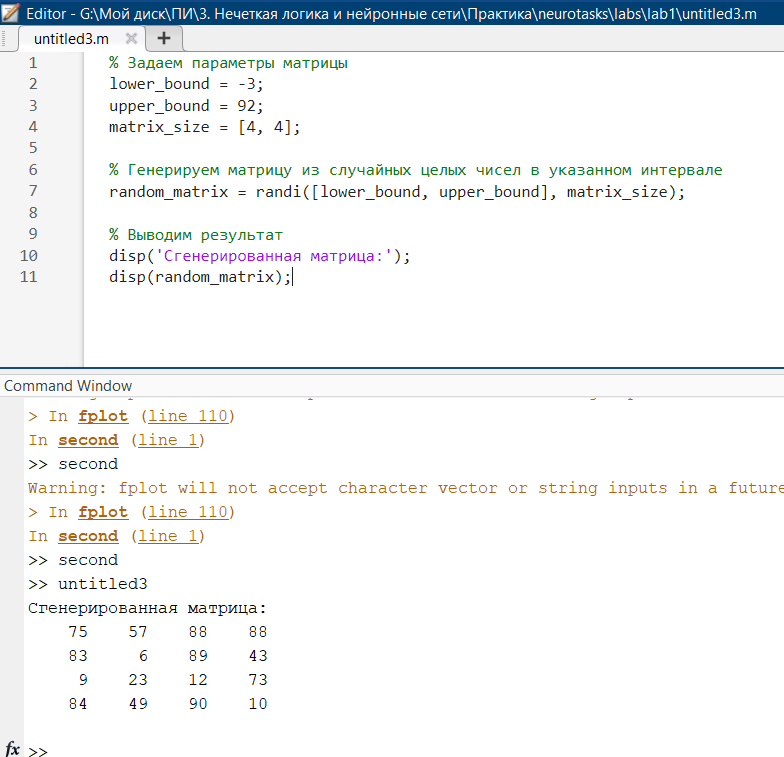 Editor - G:\Мой диск\ПИ\3. Нечеткая логика и нейронные сети\Практика\neurotasks\labs\lab1\untitled3.m
untitled3.m
1 % Задаем параметры матрицы
2 lower_bound = -3;
3 upper_bound = 92;
4 matrix_size = [4, 4];
5
6 % Генерируем матрицу из случайных целых чисел в указанном интервале
7 random_matrix = randi([lower_bound, upper_bound], matrix_size);
8
9 % Выводим результат
10 disp('Сгенерированная матрица:');
11 disp(random_matrix);
Command Window
> In fplot (line 110)
In second (line 1)
>> second
Warning: fplot will not accept character vector or string inputs in a future
> In fplot (line 110)
In second (line 1)
>> second
>> untitled3
Сгенерированная матрица:
75 57 88 88
83 6 89 43
9 23 12 73
84 49 90 10
fx >>